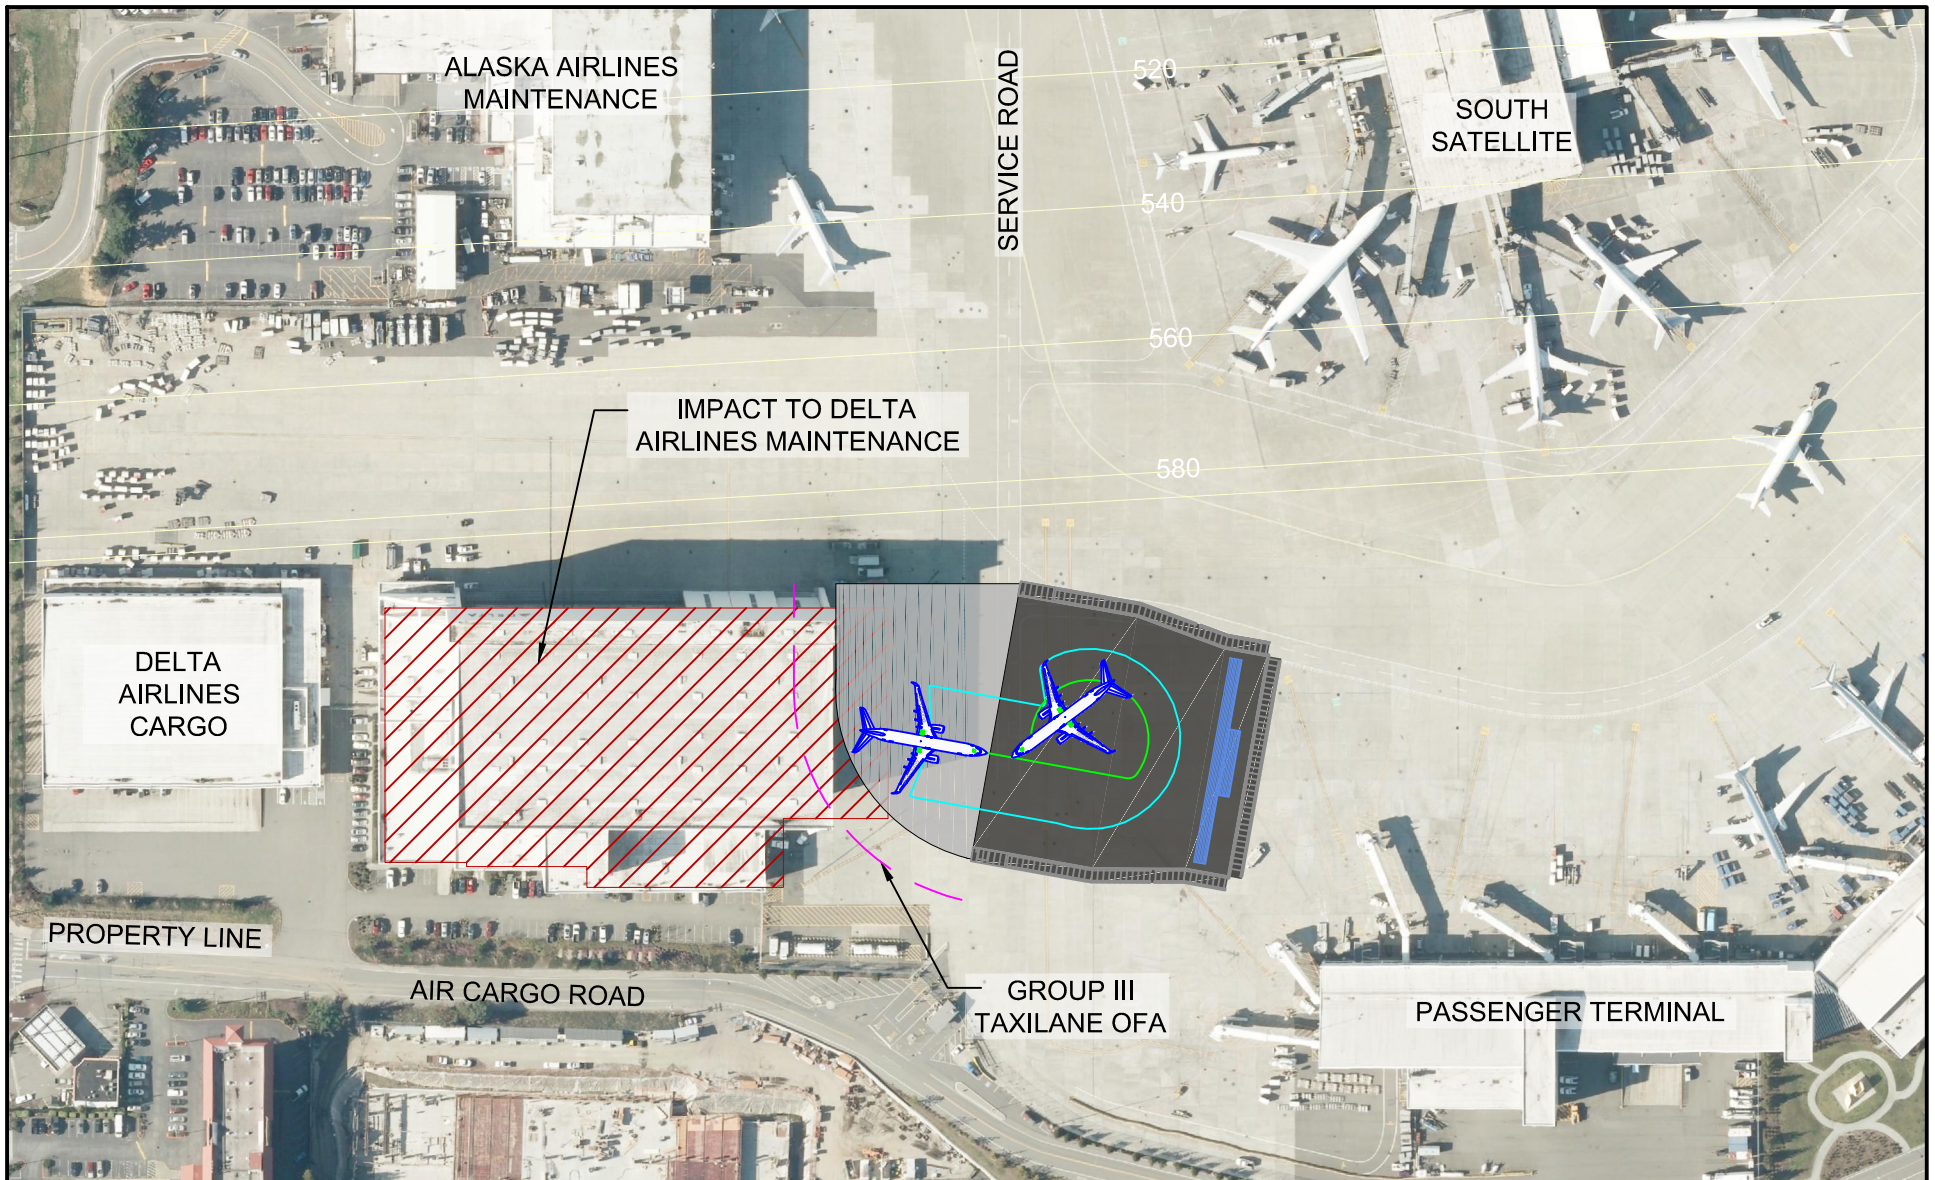 ALASKA AIRLINES
MAINTENANCE
SERVICE ROAD
520
SOUTH
SATELLITE
540
560
IMPACT TO DELTA
AIRLINES MAINTENANCE
580
DELTA
AIRLINES
CARGO
PROPERTY LINE
AIR CARGO ROAD
GROUP III
TAXILANE OFA
PASSENGER TERMINAL